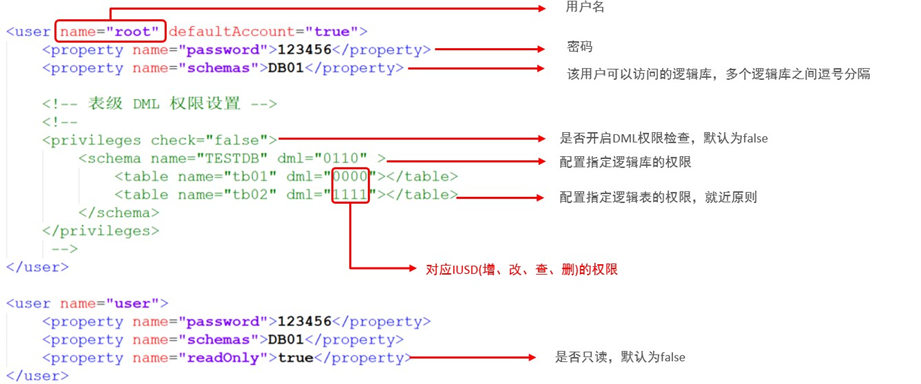 用户名
<user name="root" defaultAccount="true">
<property name="password">123456</property>
密码
<property name="schemas">DB01</property>
该用户可以访问的逻辑库，多个逻辑库之间逗号分隔
<!-- 表级 DML 权限设置 -->
<!--
<privileges check="false">
是否开启DML权限检查，默认为false
<schema name="TESTDB" dml="0110" >
配置指定逻辑库的权限
<table name="tb01" dml="0000"></table>
<table name="tb02" dml="1111"></table>
配置指定逻辑表的权限，就近原则
</schema>
</privileges>
-->
</user>
对应IUSD(增、改、查、删)的权限
<user name="user">
<property name="password">123456</property>
<property name="schemas">DB01</property>
<property name="readOnly">true</property>
是否只读，默认为false
</user>